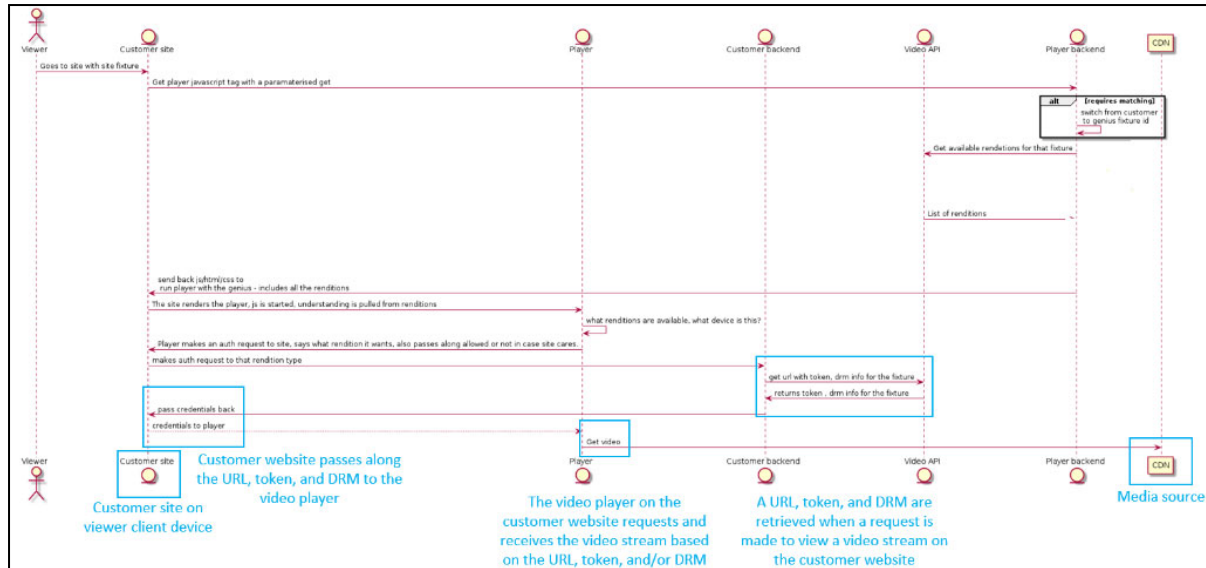 Viewer
Customer site
Player
Customer backend
Video API
Player backend
CDN
Goes to site with site fixture
Get player javascript tag with a paramaterised get
alt
[requires matching]
switch from customer
to genius fixture id
Get available rendetions for that fixture
List of renditions
send back js/html/css to
run player with the genius - includes all the renditions
The site renders the player, js is started, understanding is pulled from renditions
what renditions are available, what device is this?
Player makes an auth request to site, says what rendition it wants, also passes along allowed or not in case site cares.
makes auth request to that rendition type
get url with token, drm info for the fixture
returns token , drm info for the fixture
pass credentials back
credentials to player
Get video
Viewer
Customer site
Player
Customer backend
Video API
Player backend
CDN
Customer site on
viewer client device
Customer website passes along
the URL, token, and DRM to the
video player
The video player on the
customer website requests and
receives the video stream based
on the URL, token, and/or DRM
A URL, token, and DRM are
retrieved when a request is
made to view a video stream on
the customer website
Media source